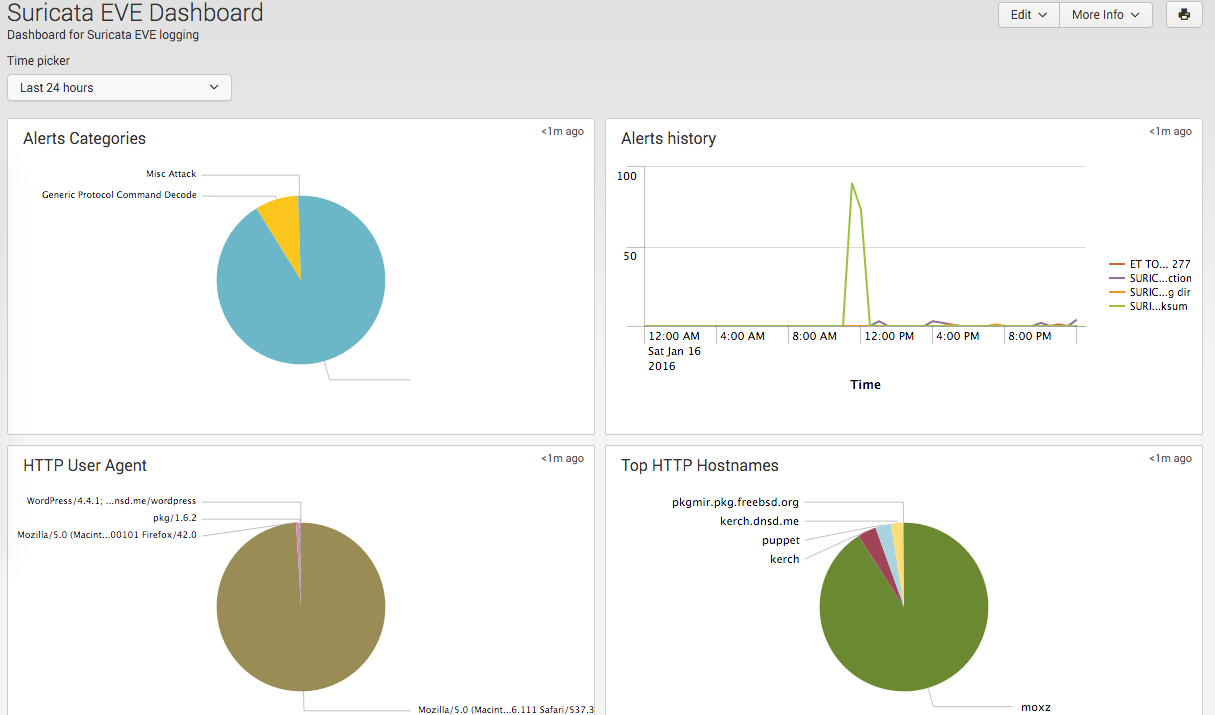 Suricata EVE Dashboard
Edit
More Info
Dashboard for Suricata EVE logging
Time picker
Last 24 hours
Alerts Categories
<1m ago
Misc Attack
Generic Protocol Command Decode
Alerts history
<1m ago
100
50
ET TO... 277
SURIC...ction
SURIC...g dir
SURI...ksum
12:00 AM
Sat Jan 16
2016
4:00 AM
8:00 AM
12:00 PM
4:00 PM
8:00 PM
Time
HTTP User Agent
<1m ago
WordPress/4.4.1; ...nsd.me/wordpress
pkg/1.6.2
Mozilla/5.0 (Macint...00101 Firefox/42.0
Mozilla/5.0 (Macint...6.111 Safari/537.3
Top HTTP Hostnames
<1m ago
pkgmir.pkg.freebsd.org
kerch.dnsd.me
puppet
kerch
moxz